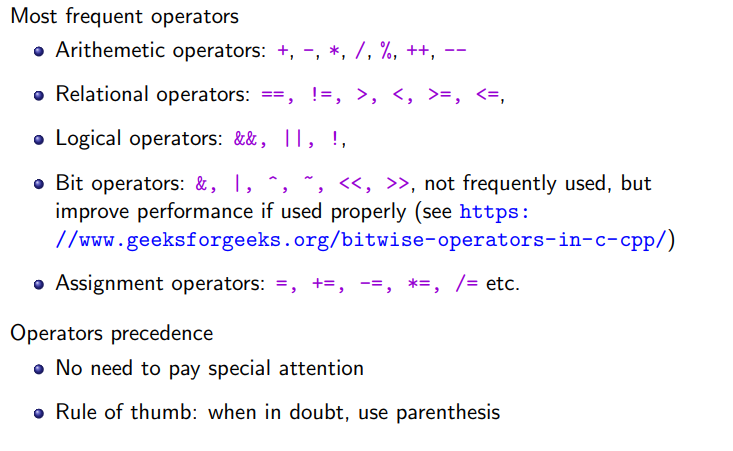 Most frequent operators
Arithemetic operators: +, -, *, /, %, ++, --
Relational operators: ==, !=, >, <, >=, <=,
Logical operators: &&, ||, !,
Bit operators: &, |, ^, ~, <<, >>, not frequently used, but
improve performance if used properly (see https:
//www.geeksforgeeks.org/bitwise-operators-in-c-cpp/)
Assignment operators: =, +=, -=, *=, /= etc.
Operators precedence
No need to pay special attention
Rule of thumb: when in doubt, use parenthesis